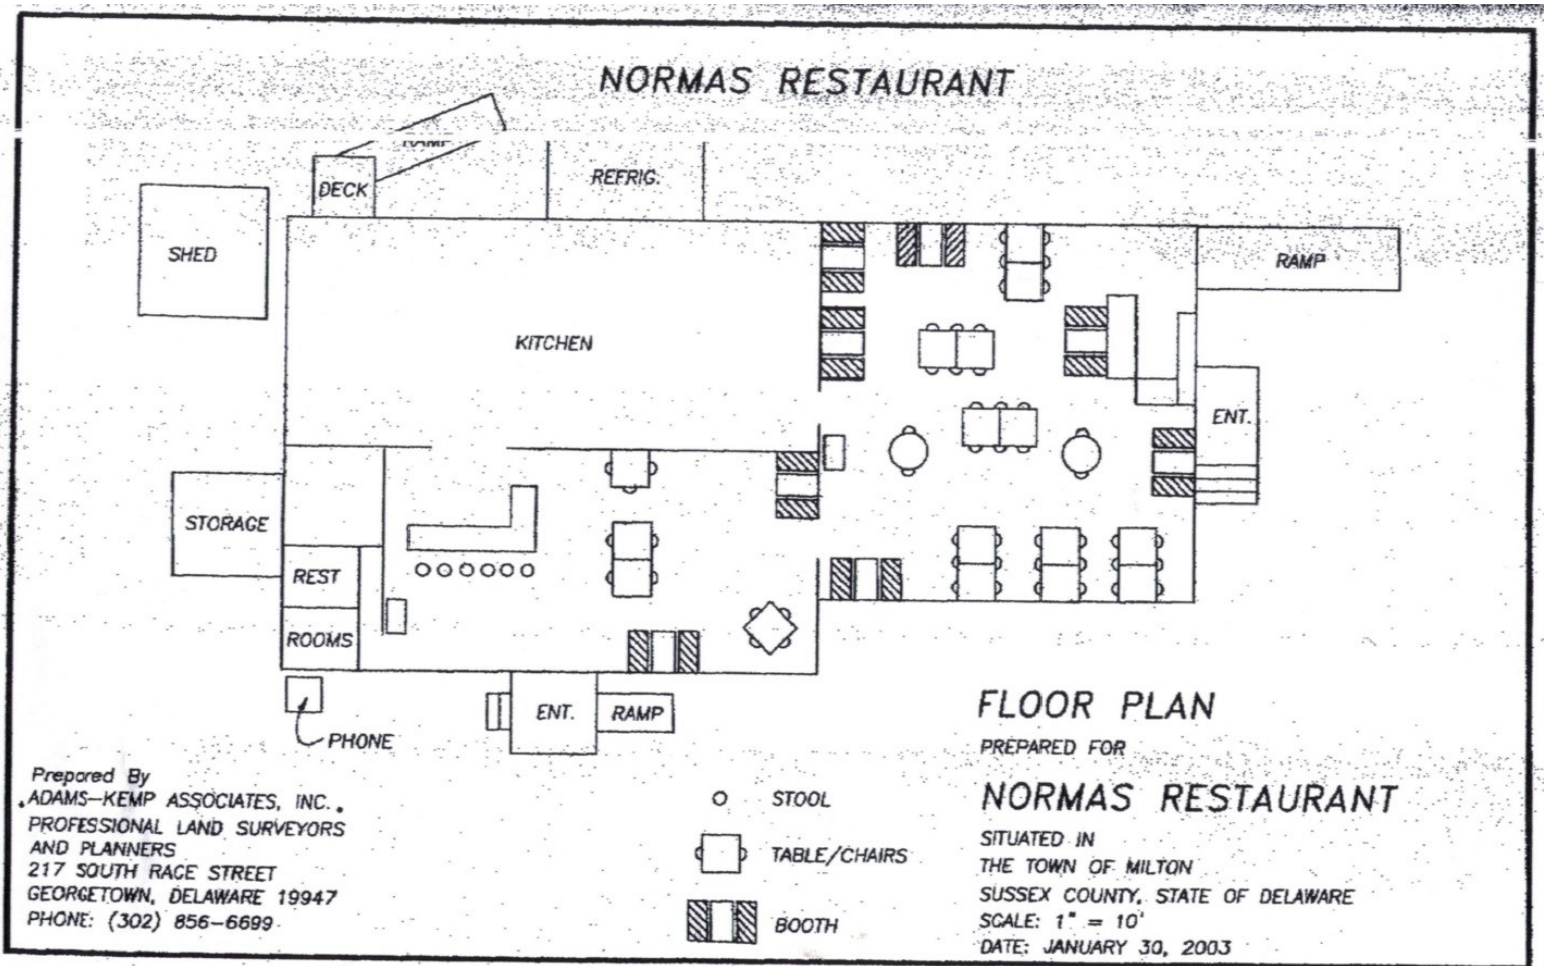 NORMAS RESTAURANT
RAMP
DECK
REFRIG.
SHED
RAMP
KITCHEN
ENT.
STORAGE
REST
ROOMS
ENT.
RAMP
PHONE
FLOOR PLAN
PREPARED FOR
NORMAS RESTAURANT
SITUATED IN
THE TOWN OF MILTON
SUSSEX COUNTY, STATE OF DELAWARE
SCALE: 1" = 10'
DATE: JANUARY 30, 2003
STOOL
TABLE/CHAIRS
BOOTH
Prepared By
ADAMS-KEMP ASSOCIATES, INC.
PROFESSIONAL LAND SURVEYORS
AND PLANNERS
217 SOUTH RACE STREET
GEORGETOWN, DELAWARE 19947
PHONE: (302) 856-6699